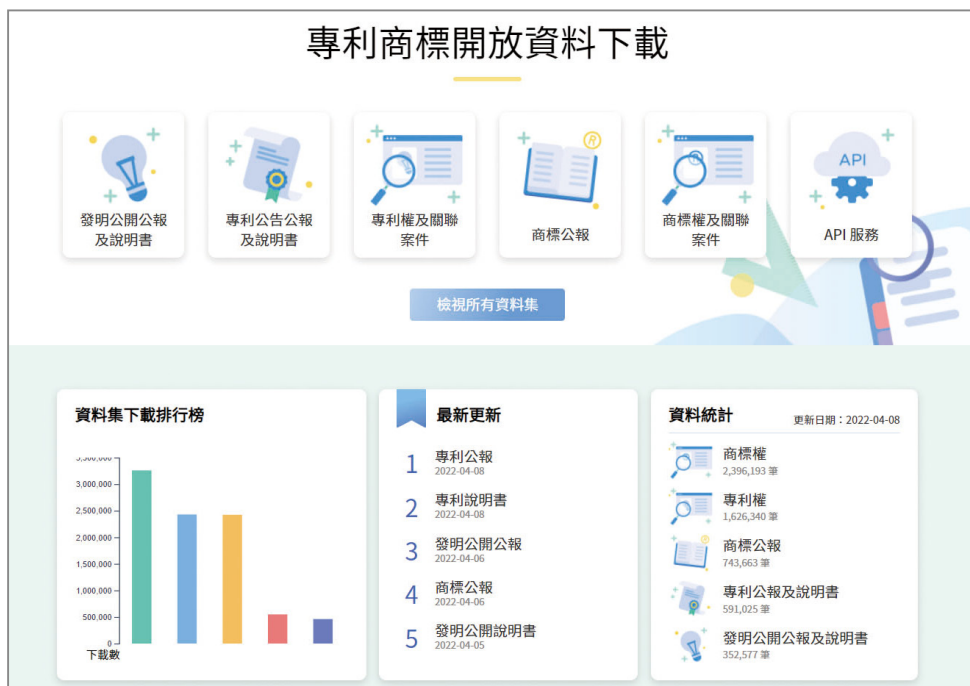 專利商標開放資料下載
發明公開公報
及說明書
專利公告公報
及說明書
專利權及關聯
案件
R
商標公報
R
商標權及關聯
案件
API
API 服務
檢視所有資料集
資料集下載排行榜
3,500,000
3,000,000
2,500,000
2,000,000
1,500,000
1,000,000
500,000
0
下載數
最新更新
1 專利公報
2022-04-08
2 專利說明書
2022-04-08
3 發明公開公報
2022-04-06
4 商標公報
2022-04-06
5 發明公開說明書
2022-04-05
資料統計 更新日期：2022-04-08
商標權
2,396,193 筆
專利權
1,626,340 筆
商標公報
743,663 筆
專利公報及說明書
591,025 筆
發明公開公報及說明書
352,577 筆